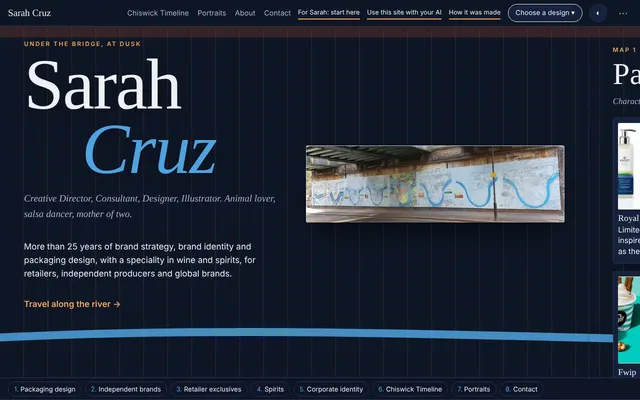 Sarah Cruz
Chiswick Timeline
Portraits
About
Contact
For Sarah: start here
Use this site with your AI
How it was made
Choose a design ▾
UNDER THE BRIDGE, AT DUSK
Sarah
Cruz
Creative Director, Consultant, Designer, Illustrator. Animal lover,
salsa dancer, mother of two.
More than 25 years of brand strategy, brand identity and
packaging design, with a speciality in wine and spirits, for
retailers, independent producers and global brands.
Travel along the river →
MAP 1
Pa
Charact
Royal
Limite
inspire
as the
Fwip
1. Packaging design
2. Independent brands
3. Retailer exclusives
4. Spirits
5. Corporate identity
6. Chiswick Timeline
7. Portraits
8. Contact